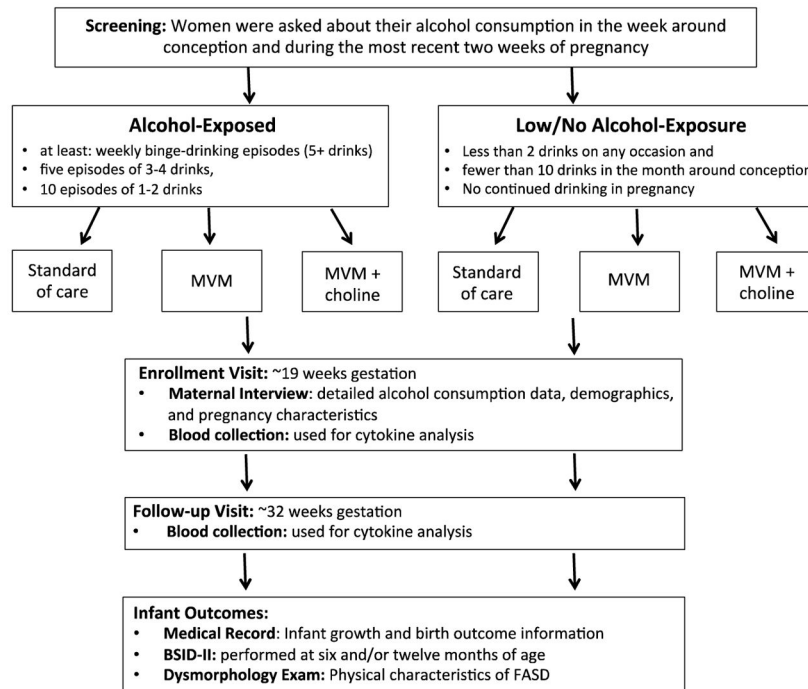 Screening: Women were asked about their alcohol consumption in the week around
conception and during the most recent two weeks of pregnancy
Alcohol-Exposed
• at least: weekly binge-drinking episodes (5+ drinks)
• five episodes of 3-4 drinks,
• 10 episodes of 1-2 drinks
Low/No Alcohol-Exposure
• Less than 2 drinks on any occasion and
• fewer than 10 drinks in the month around conception
• No continued drinking in pregnancy
Standard
of care
MVM
MVM +
choline
Standard
of care
MVM
MVM +
choline
Enrollment Visit: ~19 weeks gestation
• Maternal Interview: detailed alcohol consumption data, demographics,
and pregnancy characteristics
• Blood collection: used for cytokine analysis
Follow-up Visit: ~32 weeks gestation
• Blood collection: used for cytokine analysis
Infant Outcomes:
• Medical Record: Infant growth and birth outcome information
• BSID-II: performed at six and/or twelve months of age
• Dysmorphology Exam: Physical characteristics of FASD